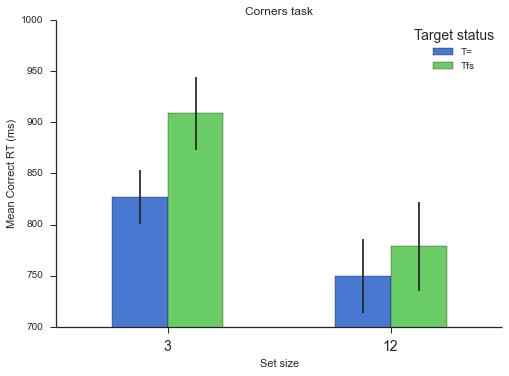 Corners task
Target status
T=
Tfs
1000
950
900
850
800
750
700
Mean Correct RT (ms)
3
12
Set size